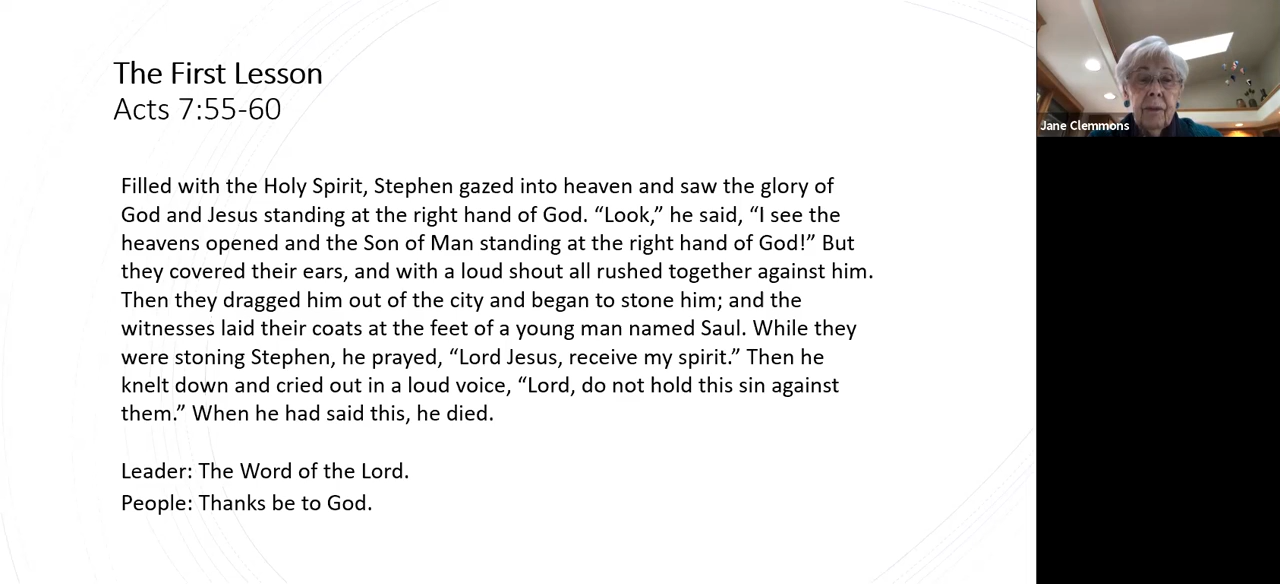 The First Lesson
Acts 7:55-60
Filled with the Holy Spirit, Stephen gazed into heaven and saw the glory of
God and Jesus standing at the right hand of God. “Look,” he said, “I see the
heavens opened and the Son of Man standing at the right hand of God!” But
they covered their ears, and with a loud shout all rushed together against him.
Then they dragged him out of the city and began to stone him; and the
witnesses laid their coats at the feet of a young man named Saul. While they
were stoning Stephen, he prayed, “Lord Jesus, receive my spirit.” Then he
knelt down and cried out in a loud voice, “Lord, do not hold this sin against
them.” When he had said this, he died.
Leader: The Word of the Lord.
People: Thanks be to God.
Jane Clemmons